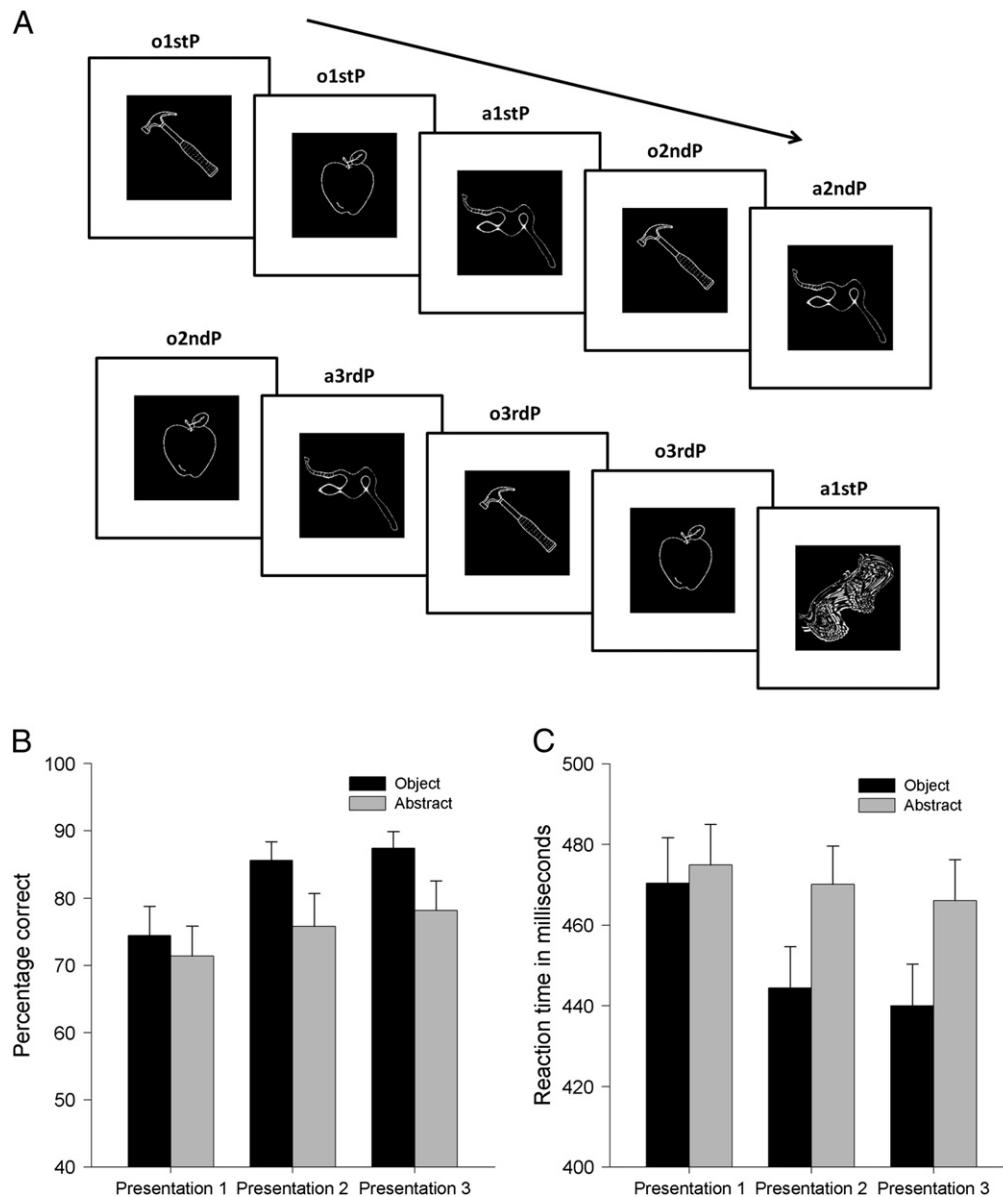 A
o1stP
o1stP
a1stP
o2ndP
a2ndP
o2ndP
a3rdP
o3rdP
o3rdP
a1stP
B
100
90
80
70
60
50
40
Percentage correct
Object
Abstract
Presentation 1 Presentation 2 Presentation 3
C
500
480
460
440
420
400
Reaction time in milliseconds
Object
Abstract
Presentation 1 Presentation 2 Presentation 3